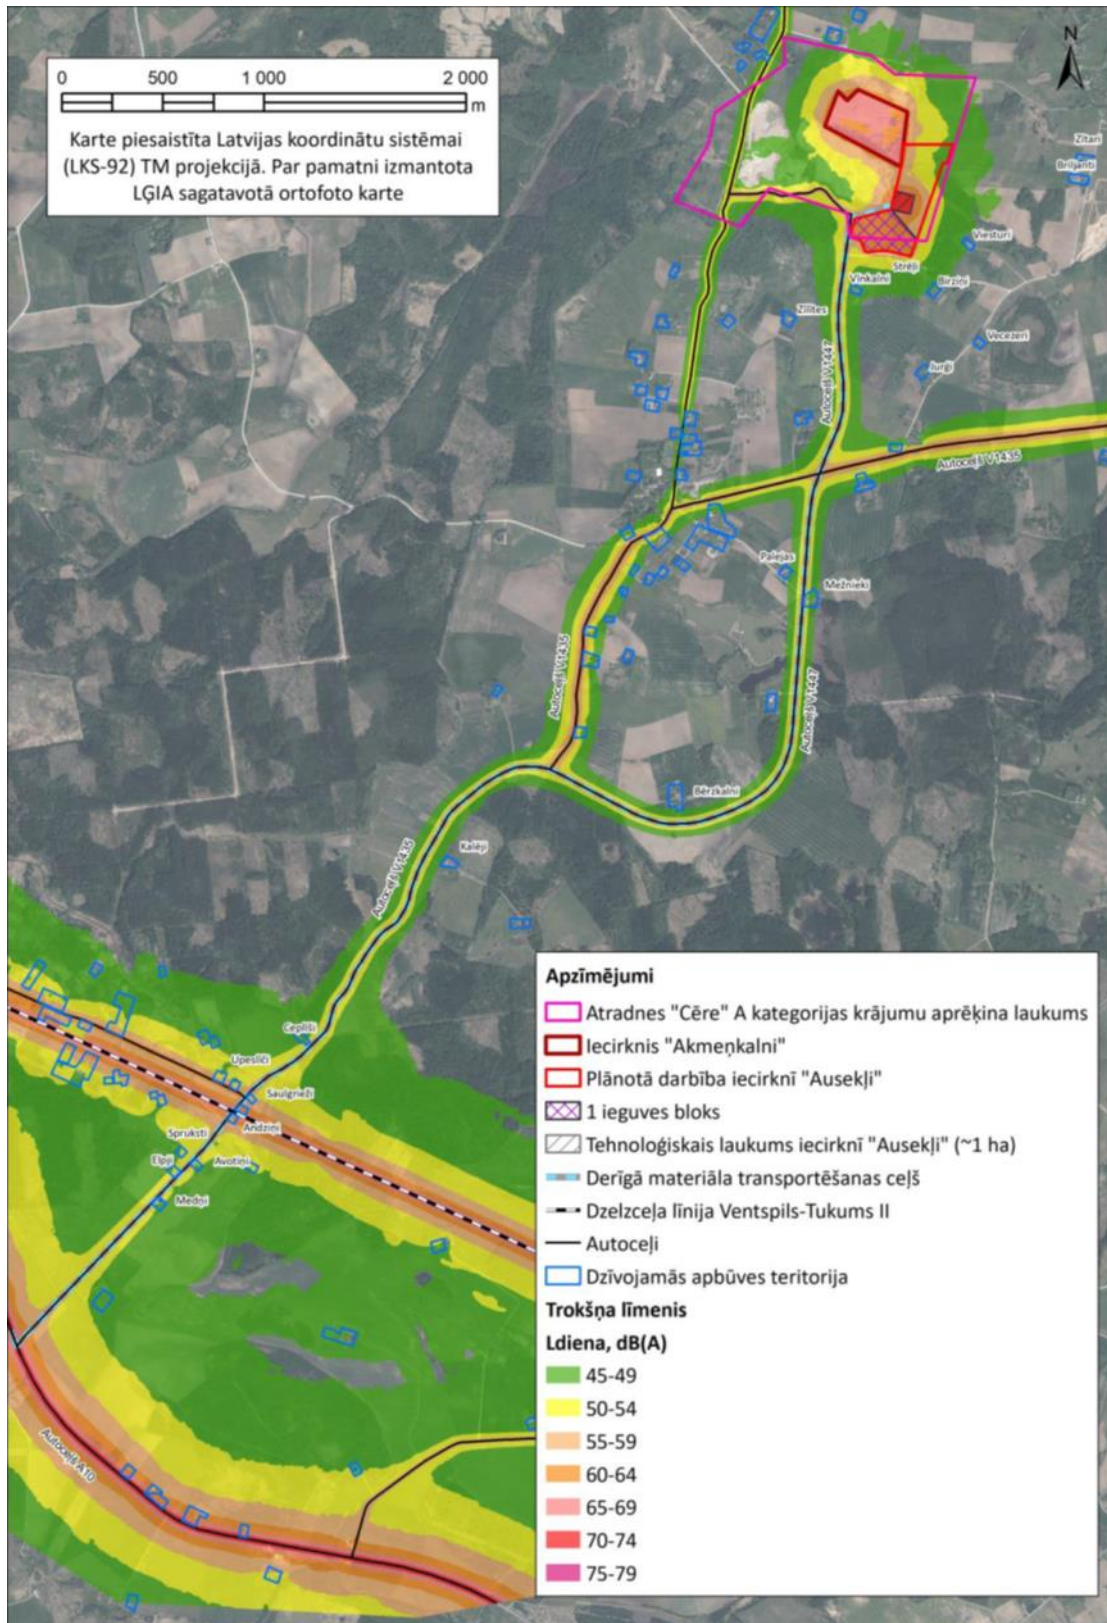 N
0 500 1 000 2 000
m
Karte piesaistīta Latvijas koordinātu sistēmai
(LKS-92) TM projekcijā. Par pamatni izmantota
LĢIA sagatavotā ortofoto karte
Zītari
Briljanti
Viesturi
Strēļi
Vīnkalni
Birziņi
Zīlītes
Vecezeri
Jurģi
Autoceļš V1447
Autoceļš V1435
Palejas
Mežnieki
Autoceļš V1435
Autoceļš V1447
Bērzkalni
Kalēji
Autoceļš V1435
Ceplīši
Upeslīči
Saulgrieži
Andziņi
Spruksti
Elpji
Avotiņi
Medņi
Autoceļš A10
Apzīmējumi
Atradnes "Cēre" A kategorijas krājumu aprēķina laukums
Iecirknis "Akmeņkalni"
Plānotā darbība iecirknī "Ausekļi"
1 ieguves bloks
Tehnoloģiskais laukums iecirknī "Ausekļi" (~1 ha)
Derīgā materiāla transportēšanas ceļš
Dzelzceļa līnija Ventspils-Tukums II
Autoceļi
Dzīvojamās apbūves teritorija
Trokšņa līmenis
Ldiena, dB(A)
45-49
50-54
55-59
60-64
65-69
70-74
75-79